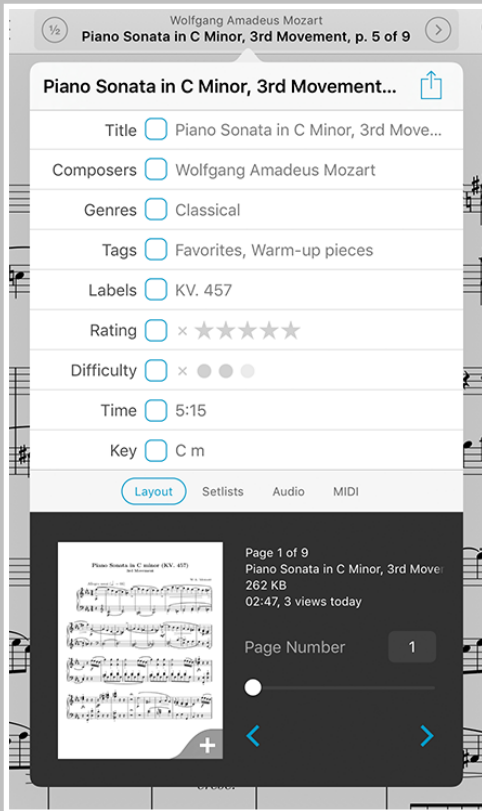 ½
Wolfgang Amadeus Mozart
Piano Sonata in C Minor, 3rd Movement, p. 5 of 9
Piano Sonata in C Minor, 3rd Movement...
Title Piano Sonata in C Minor, 3rd Move...
Composers Wolfgang Amadeus Mozart
Genres Classical
Tags Favorites, Warm-up pieces
Labels KV. 457
Rating × ★★★★★
Difficulty ×
Time 5:15
Key C m
Layout Setlists Audio MIDI
Piano Sonata in C minor (KV. 457)
3rd Movement
W. A. Mozart
Page 1 of 9
Piano Sonata in C Minor, 3rd Mover
262 KB
02:47, 3 views today
Page Number 1